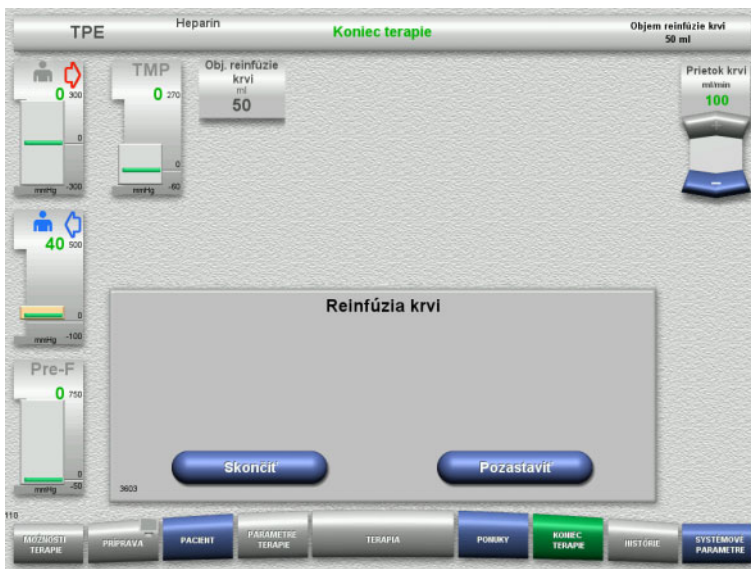 TPE
Heparin
Koniec terapie
Objem reinfúzie krvi
50 ml
0 300
0
mmHg -300
TMP
0 270
0
mmHg -60
Obj. reinfúzie
krvi
ml
50
Prietok krvi
ml/min
100
+
−
40 500
0
mmHg -100
Pre-F
0 750
0
mmHg -50
Reinfúzia krvi
Skončiť
Pozastaviť
3603
110
MOŽNOSTI
TERAPIE
PRÍPRAVA
PACIENT
PARAMETRE
TERAPIE
TERAPIA
PONUKY
KONIEC
TERAPIE
HISTÓRIE
SYSTÉMOVÉ
PARAMETRE